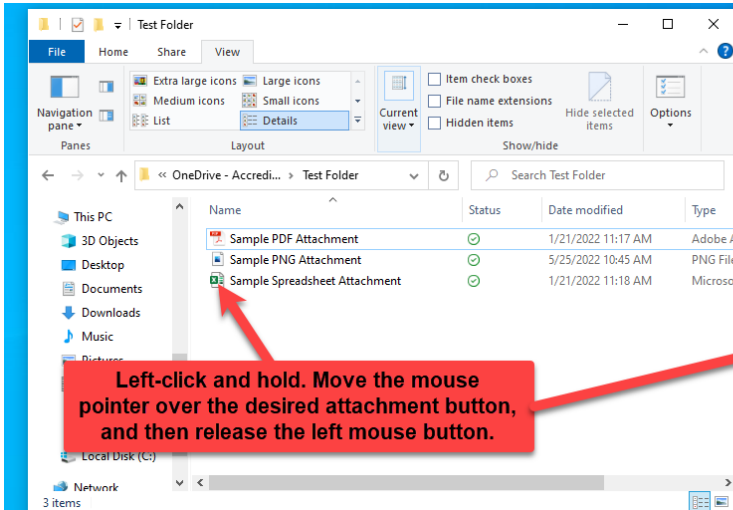 Test Folder
File Home Share View
Navigation pane
Extra large icons Large icons
Medium icons Small icons
List Details
Current view
Item check boxes
File name extensions
Hidden items
Hide selected items
Options
Panes Layout Show/hide
« OneDrive - Accredi... > Test Folder Search Test Folder
Name Status Date modified Type
This PC
3D Objects
Desktop
Documents
Downloads
Music
Pictures
Local Disk (C:)
Network
Sample PDF Attachment 1/21/2022 11:17 AM Adobe A
Sample PNG Attachment 5/25/2022 10:45 AM PNG File
Sample Spreadsheet Attachment 1/21/2022 11:18 AM Microso
Left-click and hold. Move the mouse
pointer over the desired attachment button,
and then release the left mouse button.
3 items